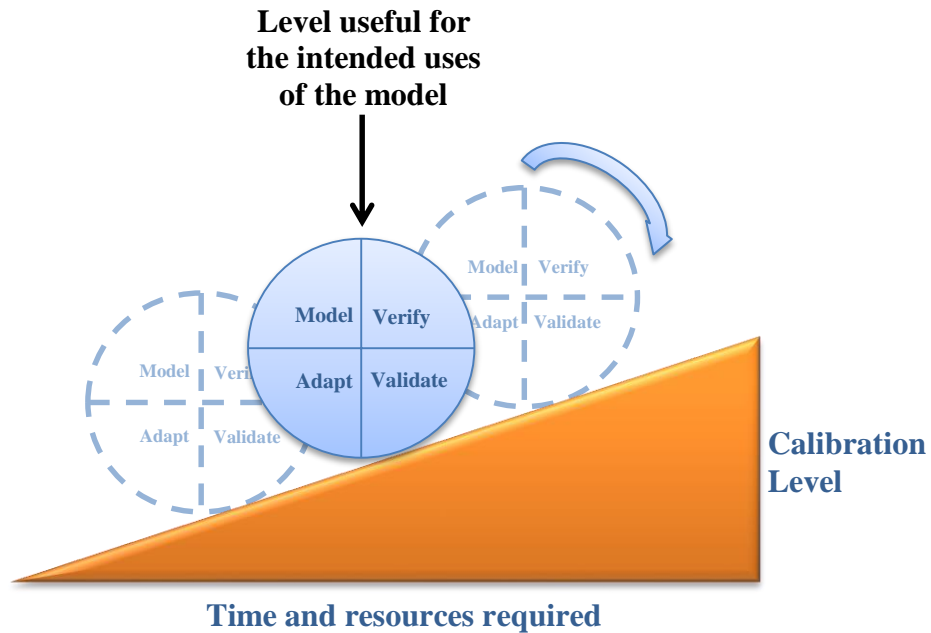 Level useful for
the intended uses
of the model
Model Verify
Adapt Validate
Model Verify
Adapt Validate
Model Veri
Adapt Validate
Calibration
Level
Time and resources required